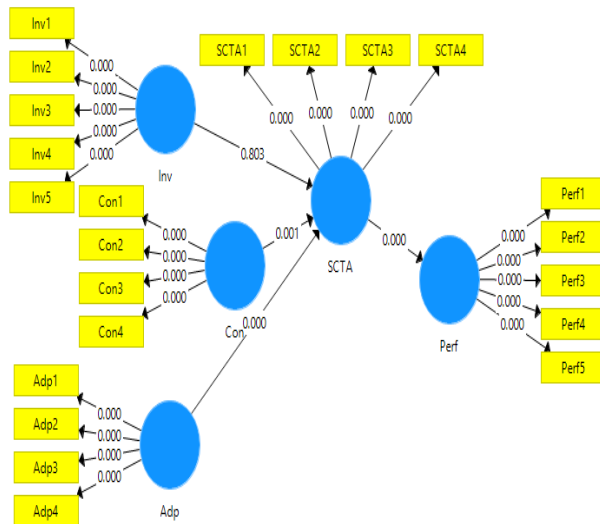 Inv1
Inv2
Inv3
Inv4
Inv5
0.000
0.000
0.000
0.000
0.000
Inv
SCTA1
SCTA2
SCTA3
SCTA4
0.000
0.000
0.000
0.000
0.803
SCTA
Con1
Con2
Con3
Con4
0.000
0.000
0.000
0.000
Con
0.001
0.000
0.000
Adp1
Adp2
Adp3
Adp4
0.000
0.000
0.000
0.000
Adp
Perf
0.000
0.000
0.000
0.000
0.000
Perf1
Perf2
Perf3
Perf4
Perf5